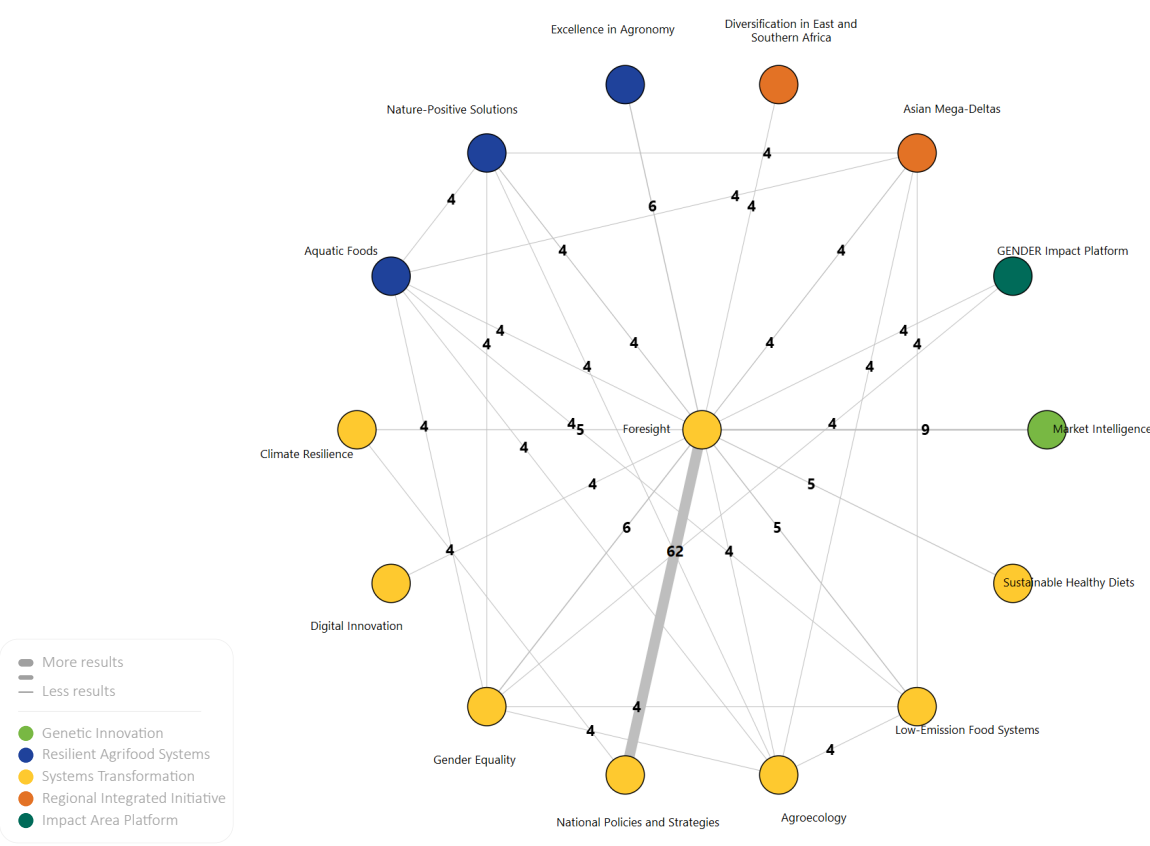 Excellence in Agronomy
Diversification in East and
Southern Africa
Nature-Positive Solutions
Asian Mega-Deltas
4
4
4
4
6
4
Aquatic Foods
4
4
GENDER Impact Platform
4
4
4
4
4
4
4
4
Climate Resilience
4
4
5
Foresight
4
9
Market Intelligence
4
4
5
6
5
4
62
4
Digital Innovation
Sustainable Healthy Diets
4
4
4
Gender Equality
Low-Emission Food Systems
National Policies and Strategies
Agroecology
More results
Less results
Genetic Innovation
Resilient Agrifood Systems
Systems Transformation
Regional Integrated Initiative
Impact Area Platform